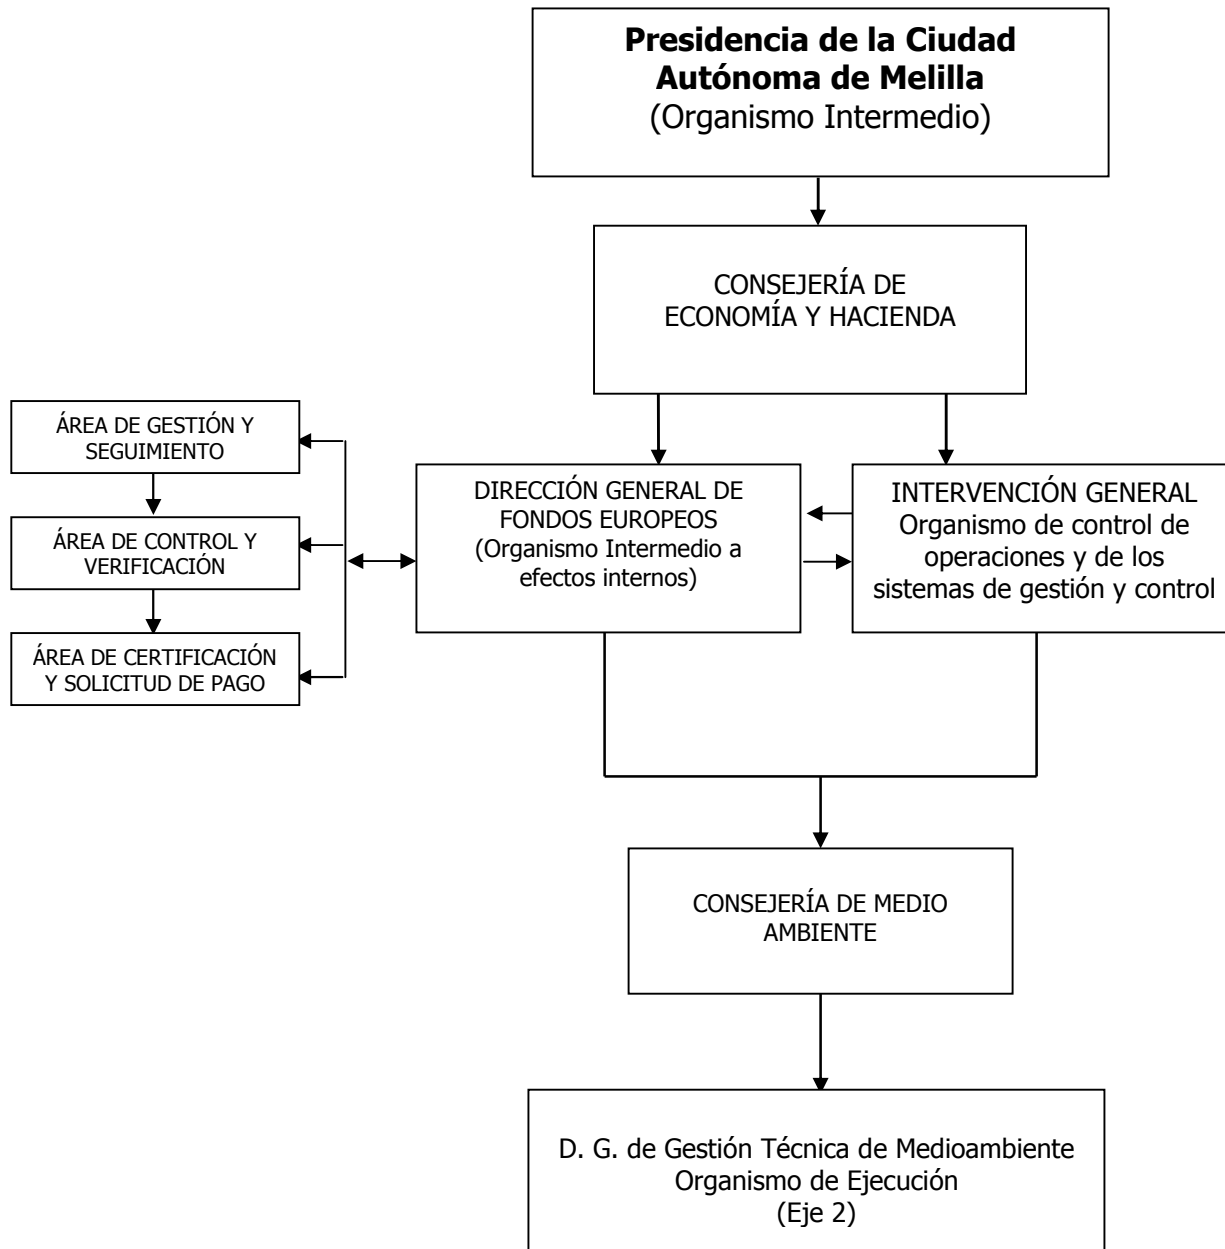 Presidencia de la Ciudad
Autónoma de Melilla
(Organismo Intermedio)
CONSEJERÍA DE
ECONOMÍA Y HACIENDA
ÁREA DE GESTIÓN Y
SEGUIMIENTO
ÁREA DE CONTROL Y
VERIFICACIÓN
ÁREA DE CERTIFICACIÓN
Y SOLICITUD DE PAGO
DIRECCIÓN GENERAL DE
FONDOS EUROPEOS
(Organismo Intermedio a
efectos internos)
INTERVENCIÓN GENERAL
Organismo de control de
operaciones y de los
sistemas de gestión y control
CONSEJERÍA DE MEDIO
AMBIENTE
D. G. de Gestión Técnica de Medioambiente
Organismo de Ejecución
(Eje 2)